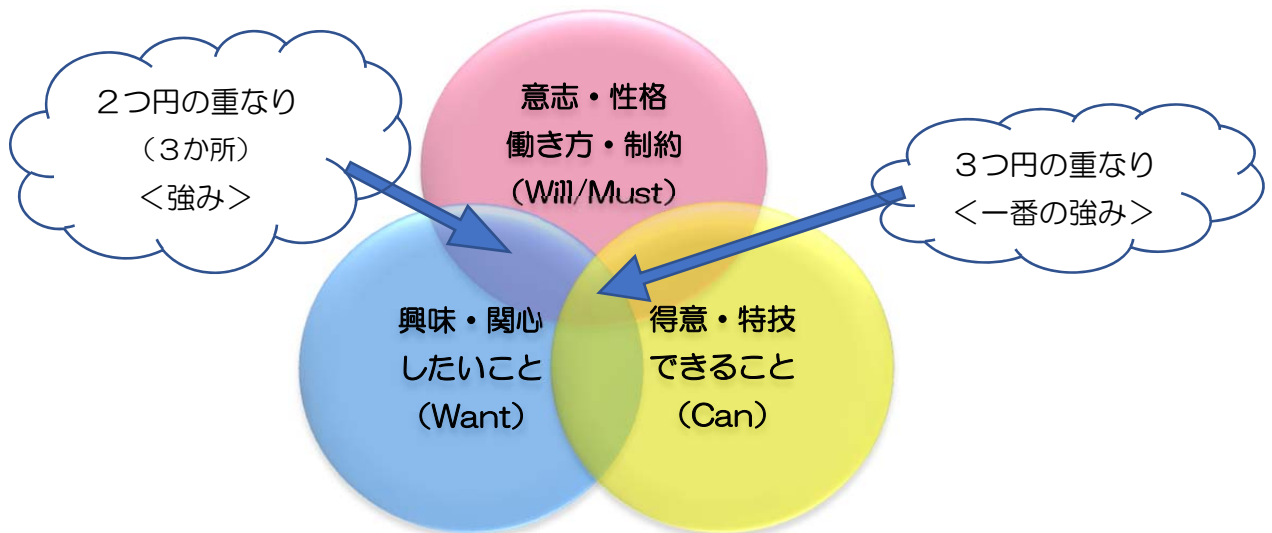 ２つ円の重なり
（３か所）
＜強み＞
意志・性格
働き方・制約
（Will/Must）
３つ円の重なり
＜一番の強み＞
興味・関心
したいこと
（Want）
得意・特技
できること
（Can）